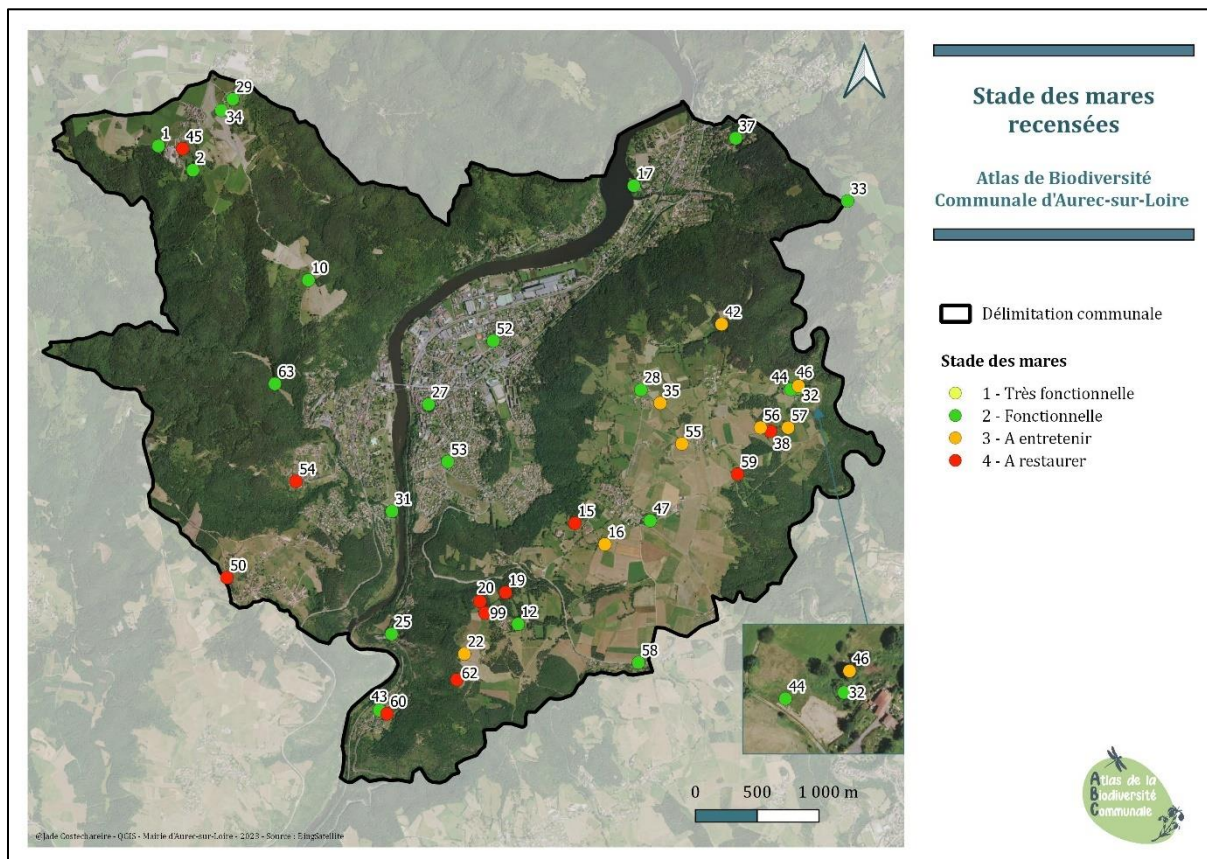 29
34
1
45
2
37
17
33
10
42
63
52
28
35
44
46
32
27
56
57
38
55
53
59
54
31
15
47
16
50
20
19
99
12
25
22
58
62
43
60
46
44
32
0 500 1 000 m
©Jade Costechareire - QGIS - Mairie d'Aurec-sur-Loire - 2023 - Source : BingSatellite
Stade des mares
recensées
Atlas de Biodiversité
Communale d'Aurec-sur-Loire
Délimitation communale
Stade des mares
1 - Très fonctionnelle
2 - Fonctionnelle
3 - A entretenir
4 - A restaurer
Atlas de la
Biodiversité
Communale